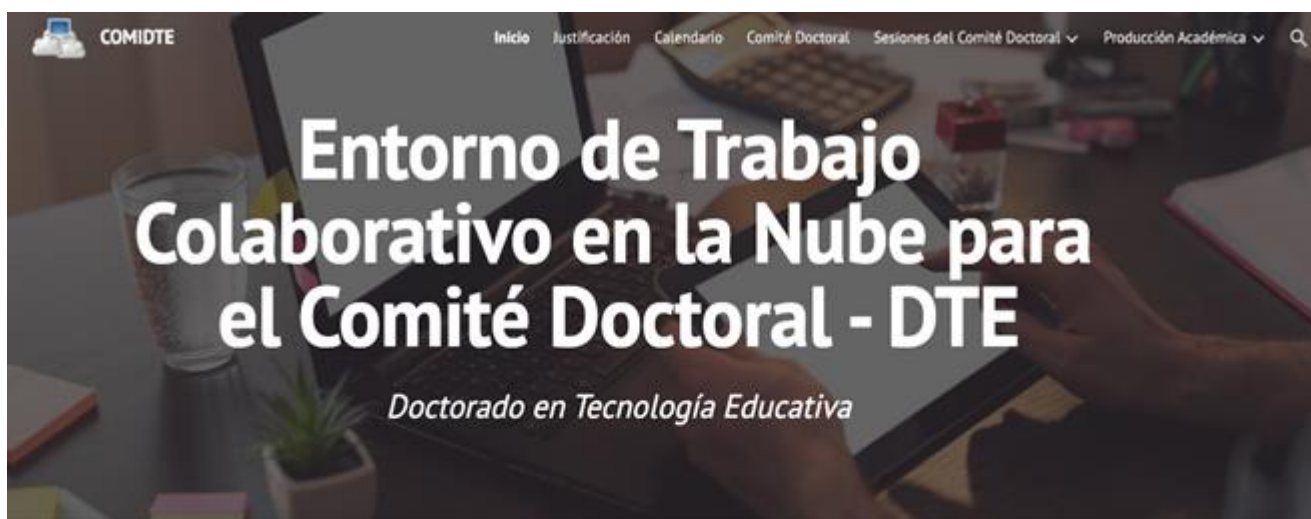 COMIDTE
Inicio Justificación Calendario Comité Doctoral Sesiones del Comité Doctoral Producción Académica
Entorno de Trabajo
Colaborativo en la Nube para
el Comité Doctoral - DTE
Doctorado en Tecnología Educativa